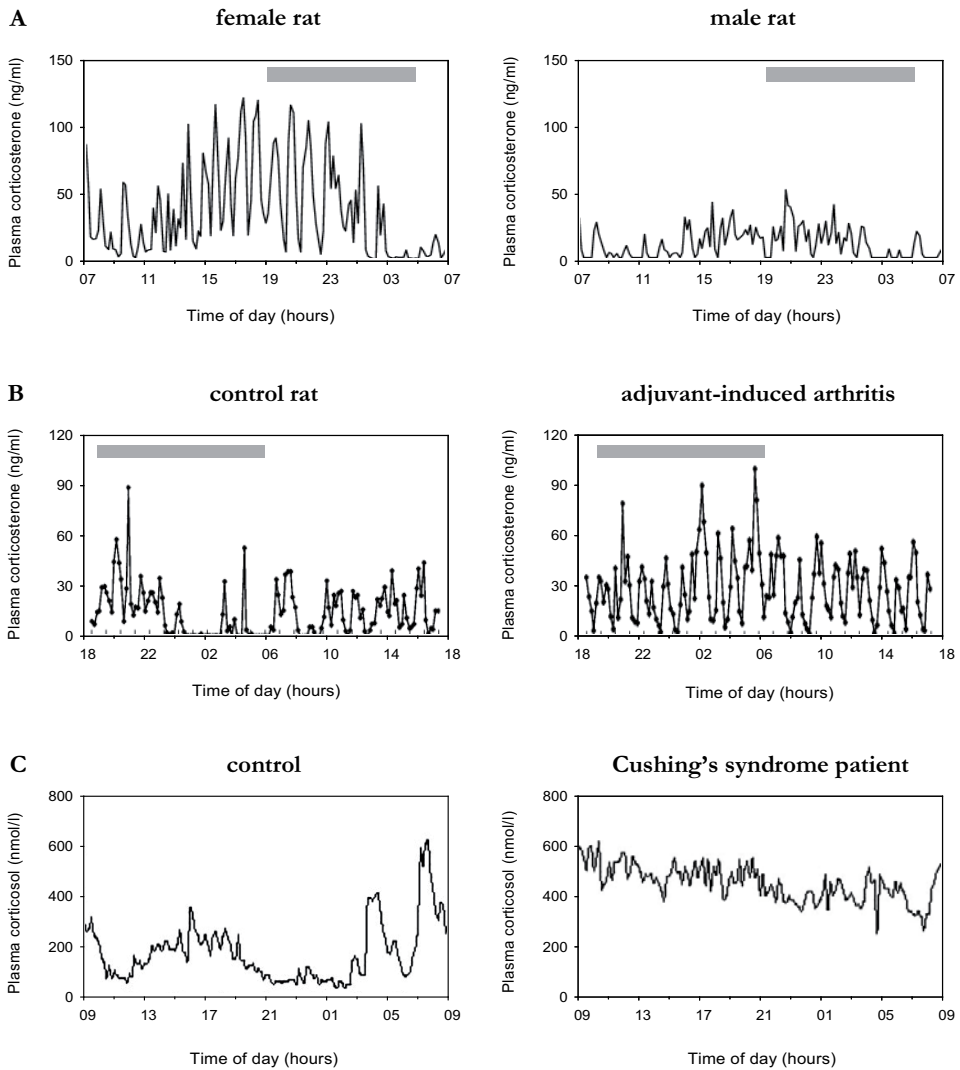 A
female rat
male rat
Plasma corticosterone (ng/ml)
150
100
50
0
07 11 15 19 23 03 07
Time of day (hours)
Plasma corticosterone (ng/ml)
150
100
50
0
07 11 15 19 23 03 07
Time of day (hours)
B
control rat
adjuvant-induced arthritis
Plasma corticosterone (ng/ml)
120
90
60
30
0
18 22 02 06 10 14 18
Time of day (hours)
Plasma corticosterone (ng/ml)
120
90
60
30
0
18 22 02 06 10 14 18
Time of day (hours)
C
control
Cushing's syndrome patient
Plasma corticosol (nmol/l)
800
600
400
200
0
09 13 17 21 01 05 09
Time of day (hours)
Plasma corticosol (nmol/l)
800
600
400
200
0
09 13 17 21 01 05 09
Time of day (hours)